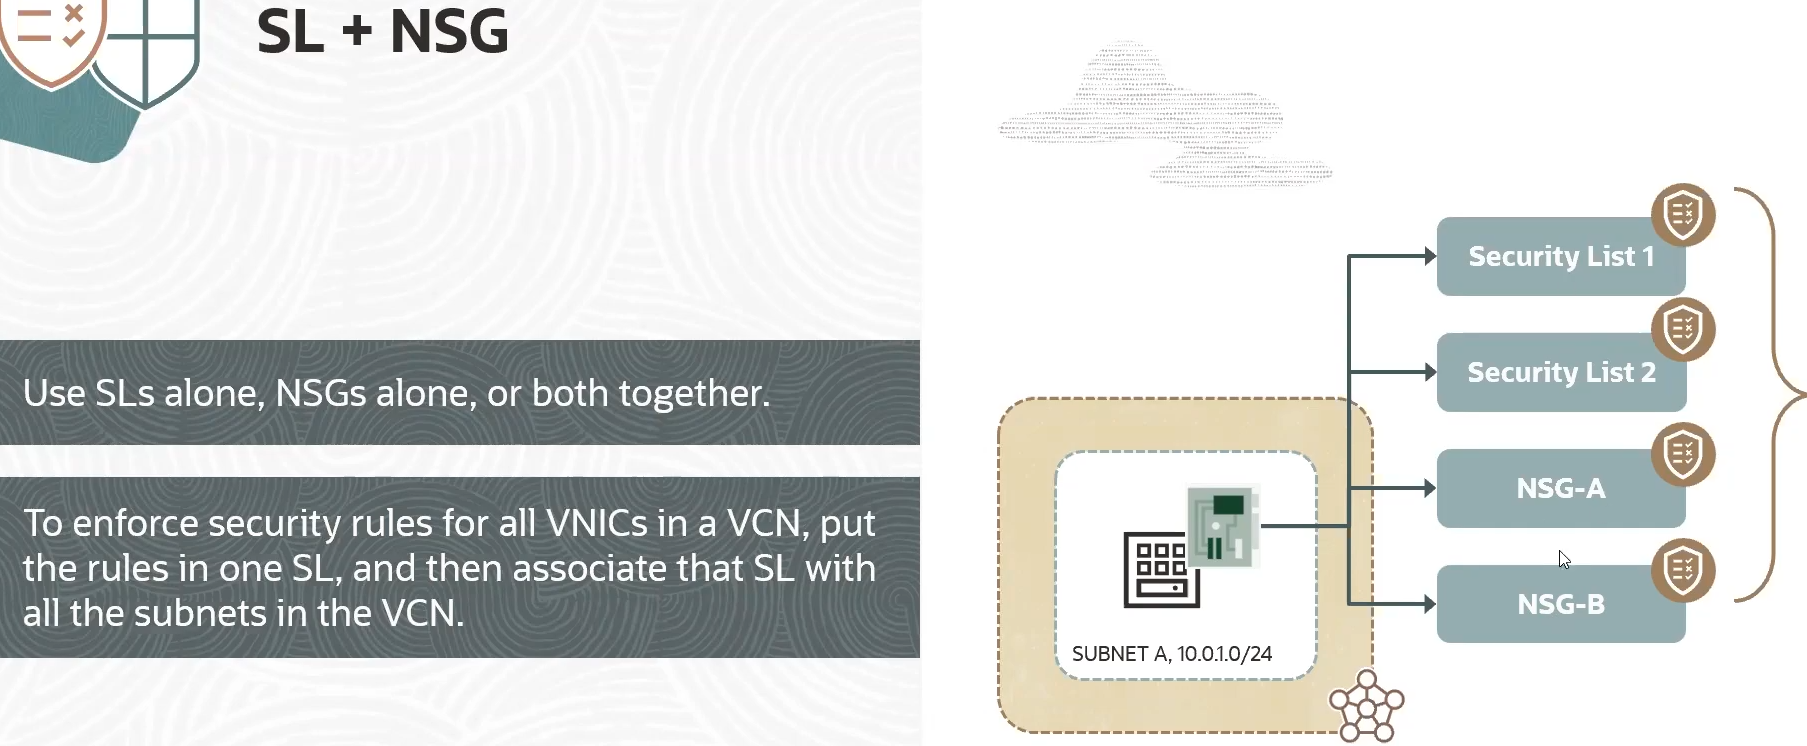 SL + NSG
Use SLs alone, NSGs alone, or both together.
To enforce security rules for all VNICs in a VCN, put
the rules in one SL, and then associate that SL with
all the subnets in the VCN.
Security List 1
Security List 2
NSG-A
NSG-B
SUBNET A, 10.0.1.0/24